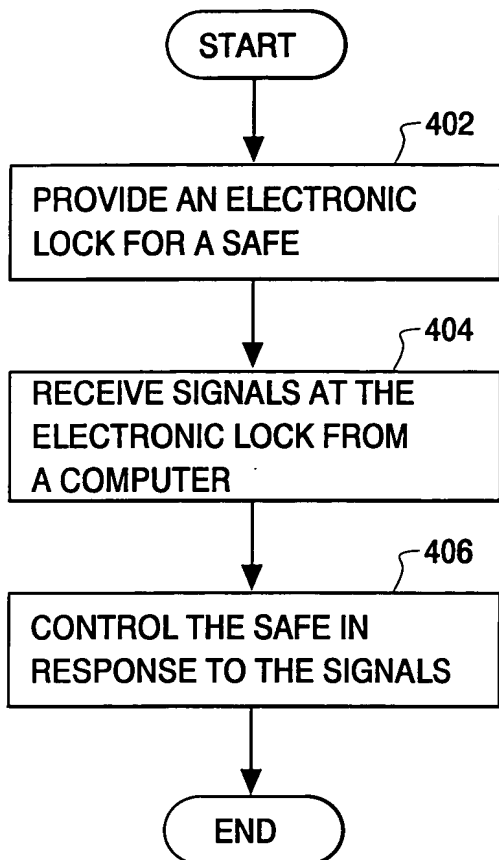 START
402
PROVIDE AN ELECTRONIC
LOCK FOR A SAFE
404
RECEIVE SIGNALS AT THE
ELECTRONIC LOCK FROM
A COMPUTER
406
CONTROL THE SAFE IN
RESPONSE TO THE SIGNALS
END